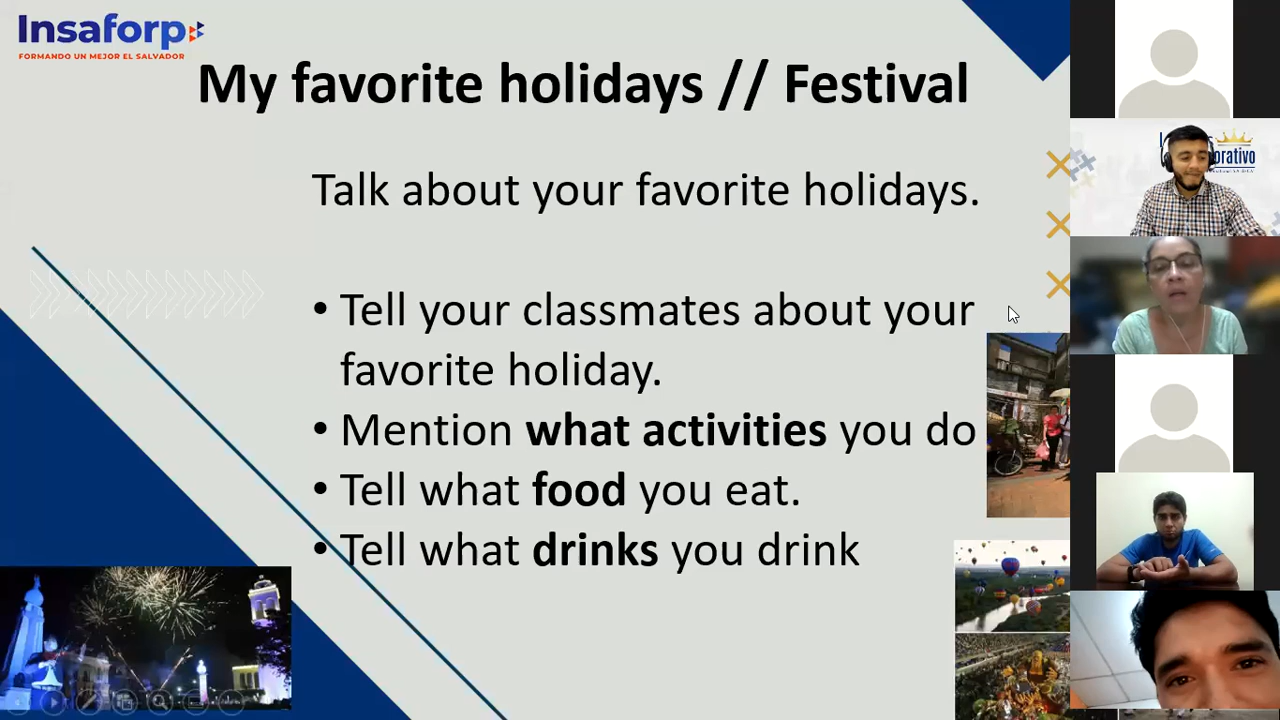 Insaforp
FORMANDO UN MEJOR EL SALVADOR
My favorite holidays // Festival
Talk about your favorite holidays.
• Tell your classmates about your
favorite holiday.
• Mention what activities you do
• Tell what food you eat.
• Tell what drinks you drink
orativo